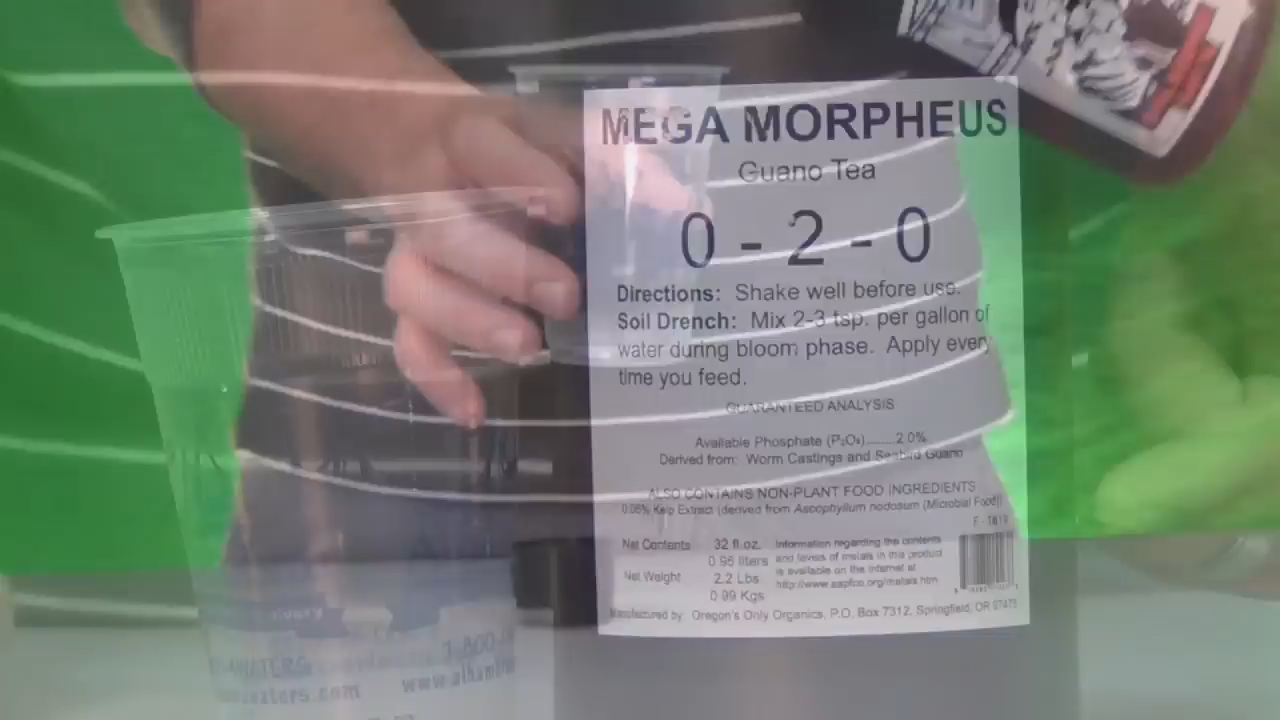 MEGA MORPHEUS
Guano Tea
0 - 2 - 0
Directions: Shake well before use.
Soil Drench: Mix 2-3 tsp. per gallon of
water during bloom phase. Apply every
time you feed.
GUARANTEED ANALYSIS
Available Phosphate (P₂O₅)........2.0%
Derived from: Worm Castings and Seabird Guano
ALSO CONTAINS NON-PLANT FOOD INGREDIENTS
0.06% Kelp Extract (derived from Ascophyllum nodosum (Microbial Food))
Net Contents 32 fl.oz.
0.95 liters
Net Weight 2.2 Lbs
0.99 Kgs
Information regarding the contents
and levels of metals in this product
is available on the internet at
http://www.aapfco.org/metals.htm
Manufactured by: Oregon's Only Organics, P.O. Box 7312, Springfield, OR 97475
1-800-
www.alham